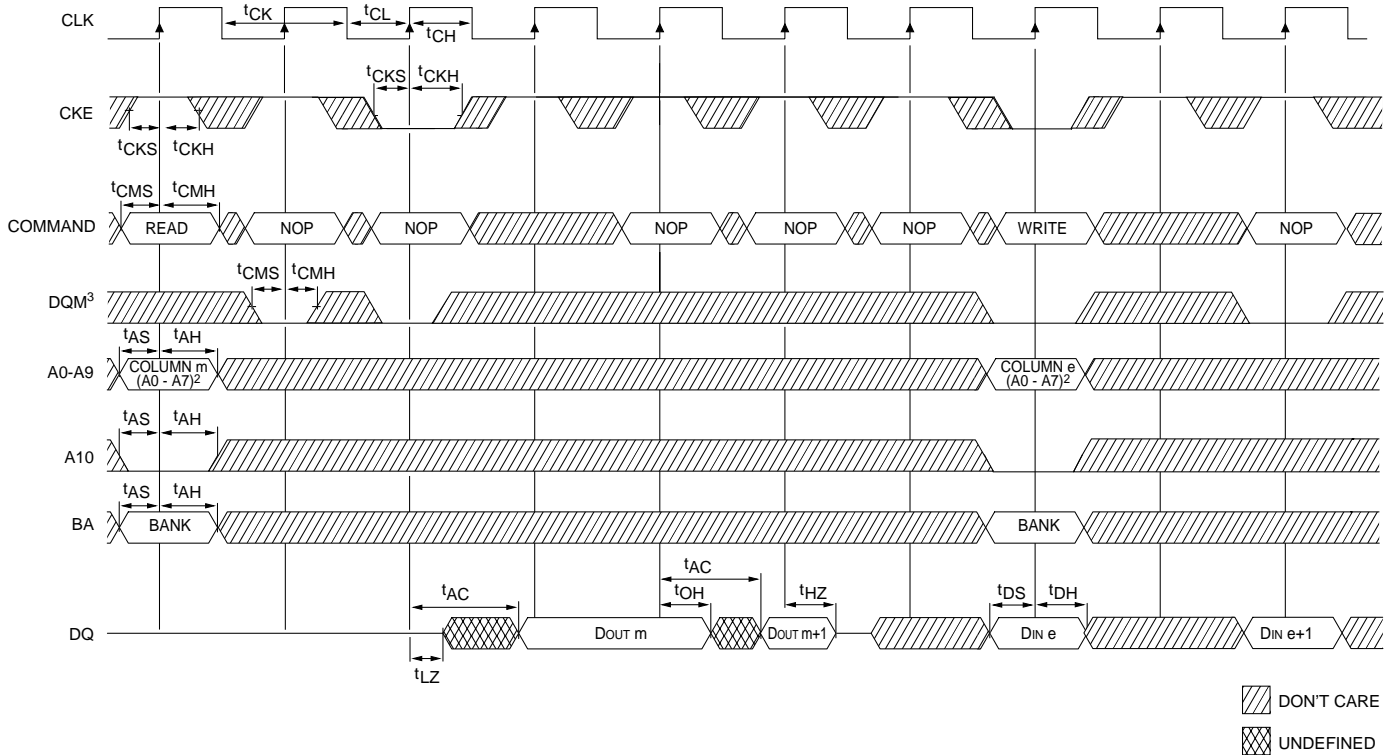 CLK tCK tCL tCH
tCKS tCKH
CKE
tCKS tCKH
tCMS tCMH
COMMAND READ NOP NOP NOP NOP NOP WRITE NOP
tCMS tCMH
DQM3
tAS tAH
A0-A9 COLUMN m (A0 - A7)2 COLUMN e (A0 - A7)2
tAS tAH
A10
tAS tAH
BA BANK BANK
tAC tAC tOH tHZ tDS tDH
DQ DOUT m DOUT m+1 DIN e DIN e+1
tLZ
DON'T CARE
UNDEFINED